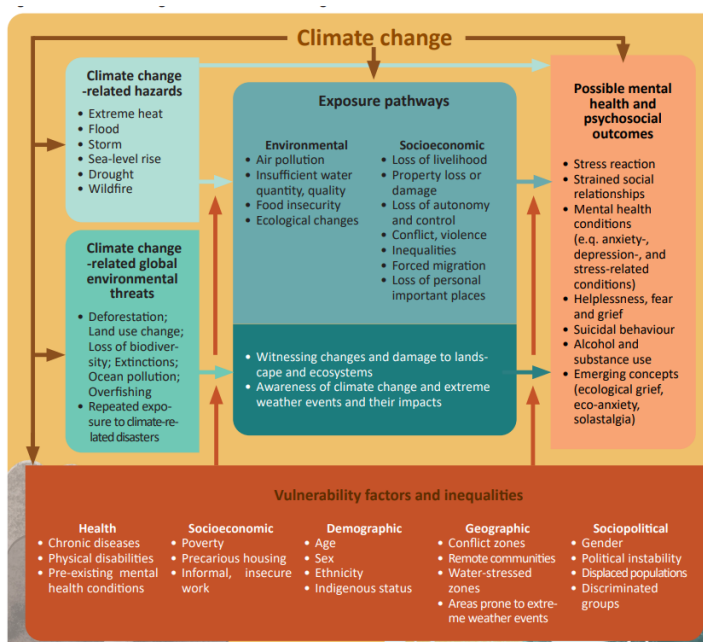 Climate change
Climate change
-related hazards
• Extreme heat
• Flood
• Storm
• Sea-level rise
• Drought
• Wildfire
Climate change
-related global
environmental
threats
• Deforestation;
Land use change;
Loss of biodiver-
sity; Extinctions;
Ocean pollution;
Overfishing
• Repeated expo-
sure to climate-re-
lated disasters
Exposure pathways
Environmental
• Air pollution
• Insufficient water
quantity, quality
• Food insecurity
• Ecological changes
Socioeconomic
• Loss of livelihood
• Property loss or
damage
• Loss of autonomy
and control
• Conflict, violence
• Inequalities
• Forced migration
• Loss of personal
important places
• Witnessing changes and damage to lands-
cape and ecosystems
• Awareness of climate change and extreme
weather events and their impacts
Possible mental
health and
psychosocial
outcomes
• Stress reaction
• Strained social
relationships
• Mental health
conditions
(e.q. anxiety-,
depression-, and
stress-related
conditions)
• Helplessness, fear
and grief
• Suicidal behaviour
• Alcohol and
substance use
• Emerging concepts
(ecological grief,
eco-anxiety,
solastalgia)
Vulnerability factors and inequalities
Health
• Chronic diseases
• Physical disabilities
• Pre-existing mental
health conditions
Socioeconomic
• Poverty
• Precarious housing
• Informal, insecure
work
Demographic
• Age
• Sex
• Ethnicity
• Indigenous status
Geographic
• Conflict zones
• Remote communities
• Water-stressed
zones
• Areas prone to extre-
me weather events
Sociopolitical
• Gender
• Political instability
• Displaced populations
• Discriminated
groups